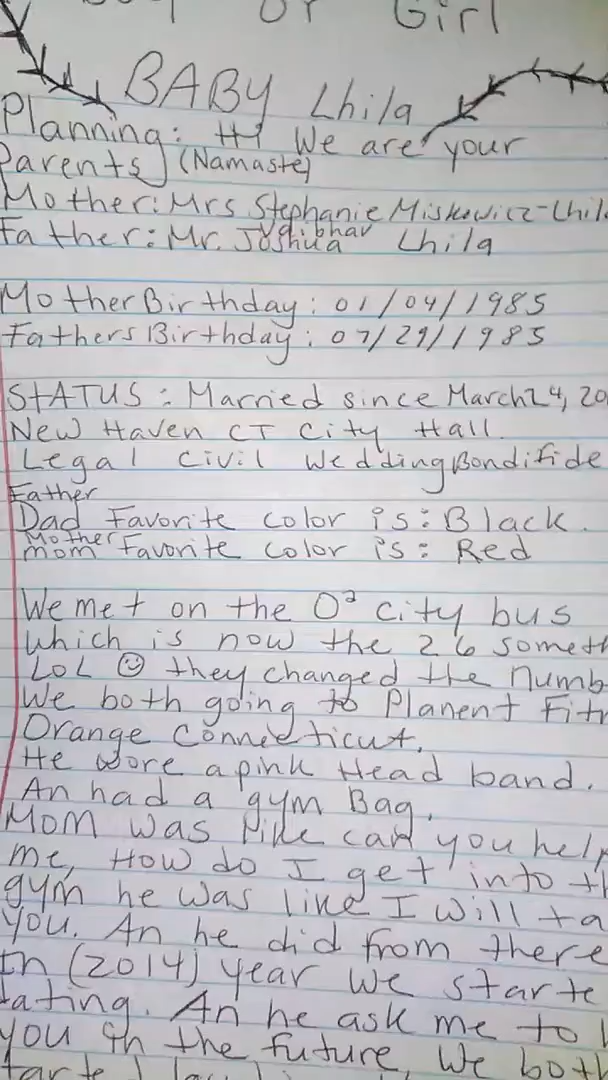 Or Girl
BABY Lhila
Planning: Hi We are your
Parents (Namaste)
Mother: Mrs Stephanie Miskewicz-Lhil
Father: Mr. Joshua Vaibhav Lhila
Mother Birthday: 01/04/1985
Fathers Birthday: 07/29/1985
STATUS: Married since March 24, 20
New Haven CT City Hall.
Legal civil Wedding Bondifide
Father
Dad Favorite color is: Black.
Mother
mom Favorite color is: Red
We met on the O² city bus
which is now the 26 someth
LoL ☺ they changed the numb
We both going to Planent Fitn
Orange Connecticut.
He wore a pink Head band.
An had a gym Bag.
Mom was like can you help
me, How do I get into th
gym he was like I will ta
you. An he did from there
In (2014) year we starte
dating. An he ask me to
you in the future, We both